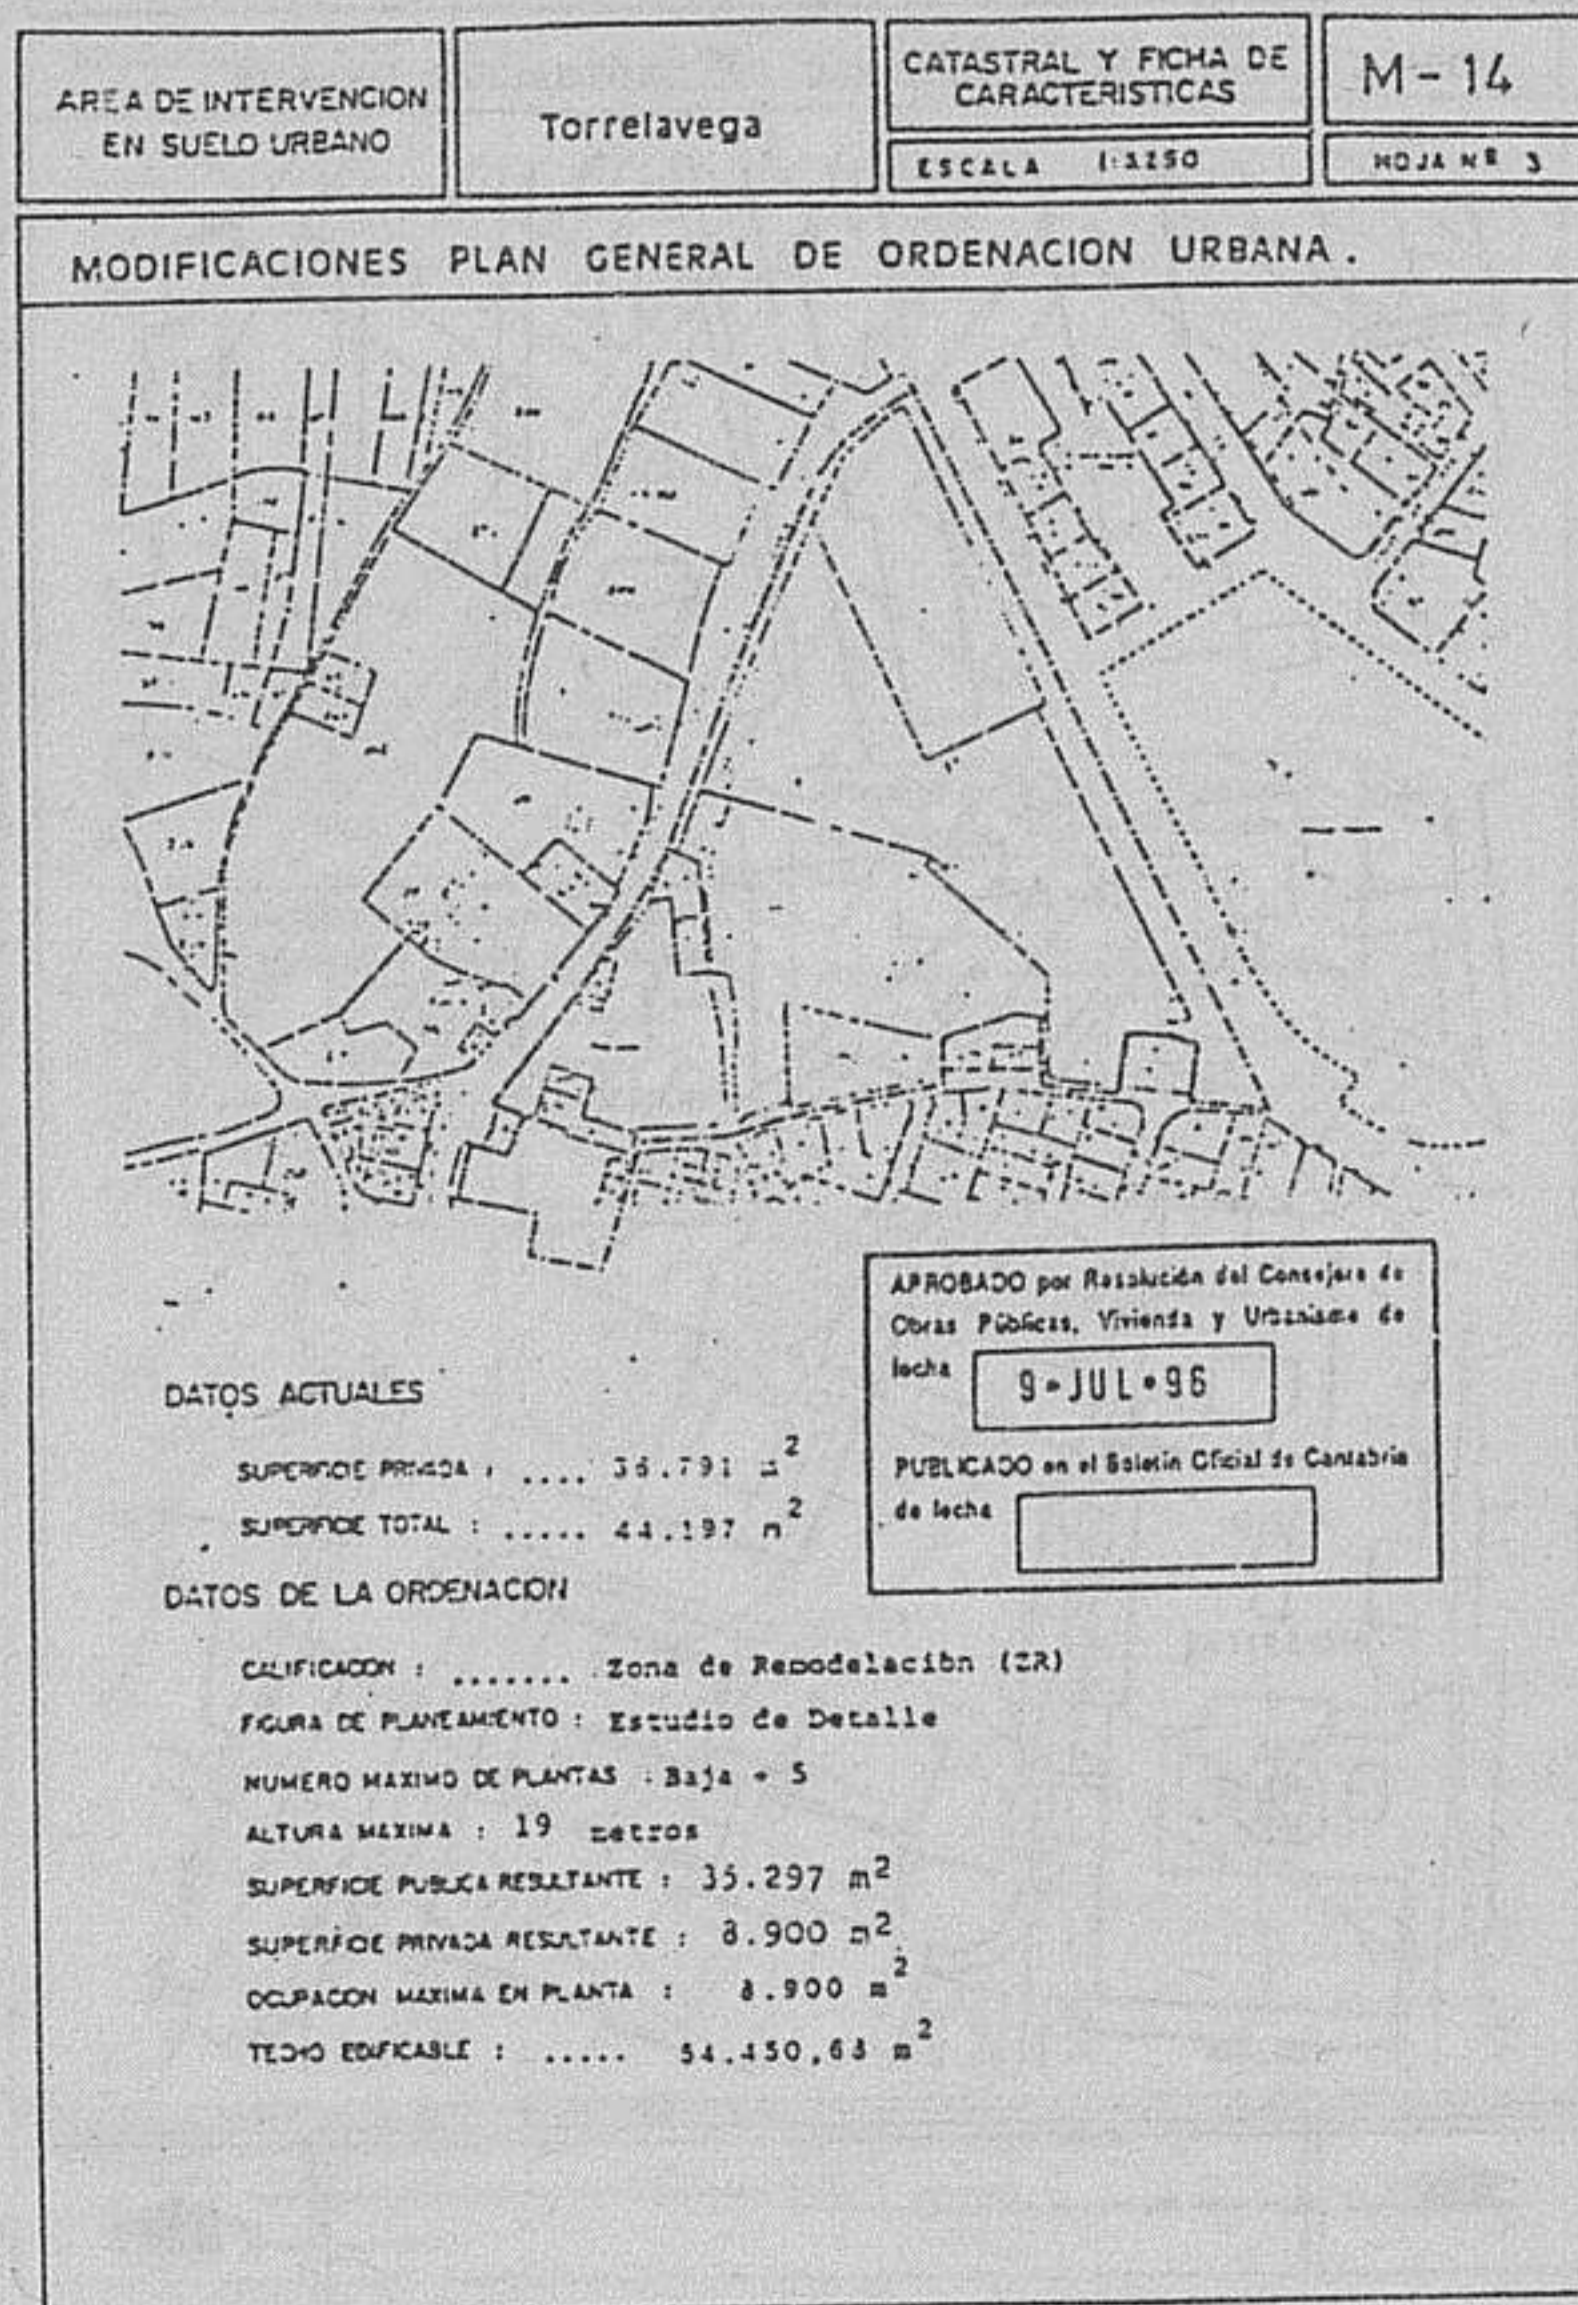 AREA DE INTERVENCION
EN SUELO URBANO
Torrelavega
CATASTRAL Y FICHA DE
CARACTERISTICAS
ESCALA
M-14
HOJA Nº 3
MODIFICACIONES PLAN GENERAL DE ORDENACION URBANA.
APROBADO por Resolución del Consejero de
Obras Públicas, Vivienda y Urbanismo de
fecha
9-JUL-96
PUBLICADO en el Boletín Oficial de Cantabria
de fecha
DATOS ACTUALES
SUPERFICIE PRIVADA : .... 36.791 m2
SUPERFICIE TOTAL : ..... 44.197 m2
DATOS DE LA ORDENACION
CALIFICACION : ....... Zona de Remodelación (ZR)
FIGURA DE PLANEAMIENTO : Estudio de Detalle
NUMERO MAXIMO DE PLANTAS : Baja + 5
ALTURA MAXIMA : 19 metros
SUPERFICIE PUBLICA RESULTANTE : 35.297 m2
SUPERFICIE PRIVADA RESULTANTE : 8.900 m2
OCUPACION MAXIMA EN PLANTA : 8.900 m2
TECHO EDIFICABLE : ..... m2